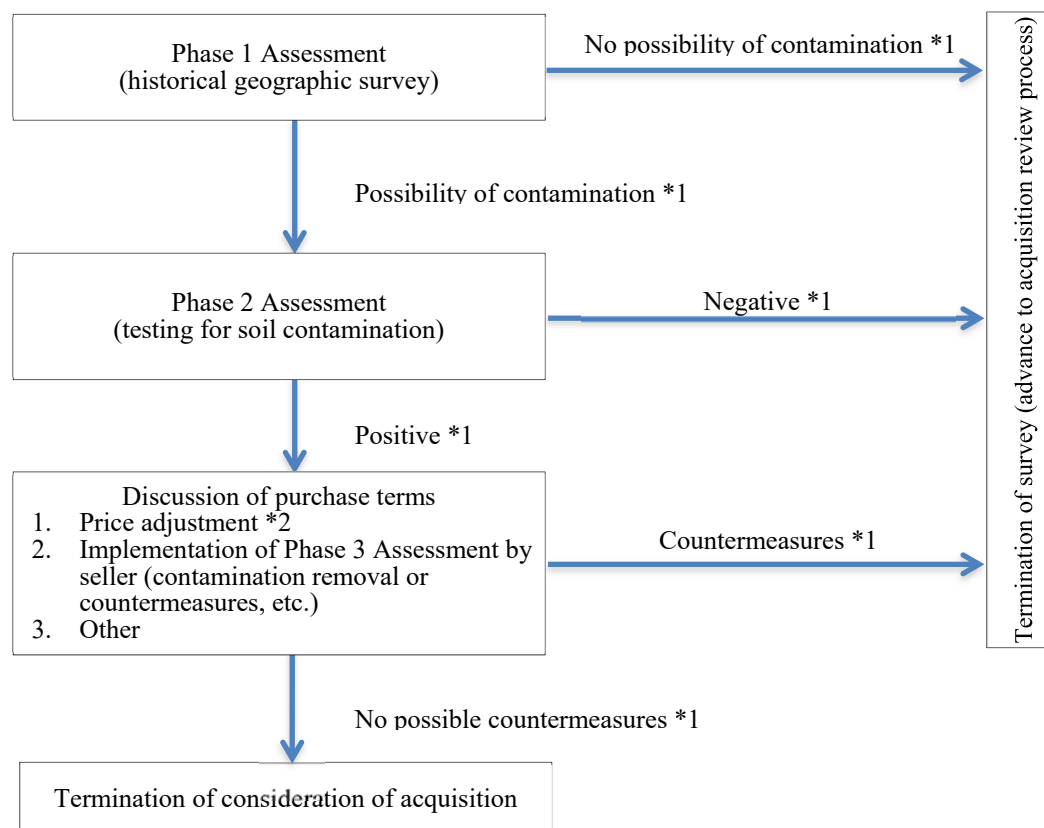 Phase 1 Assessment
(historical geographic survey)
No possibility of contamination *1
Possibility of contamination *1
Phase 2 Assessment
(testing for soil contamination)
Negative *1
Positive *1
Discussion of purchase terms
1. Price adjustment *2
2. Implementation of Phase 3 Assessment by
seller (contamination removal or
countermeasures, etc.)
3. Other
Countermeasures *1
No possible countermeasures *1
Termination of consideration of acquisition
Termination of survey (advance to acquisition review process)